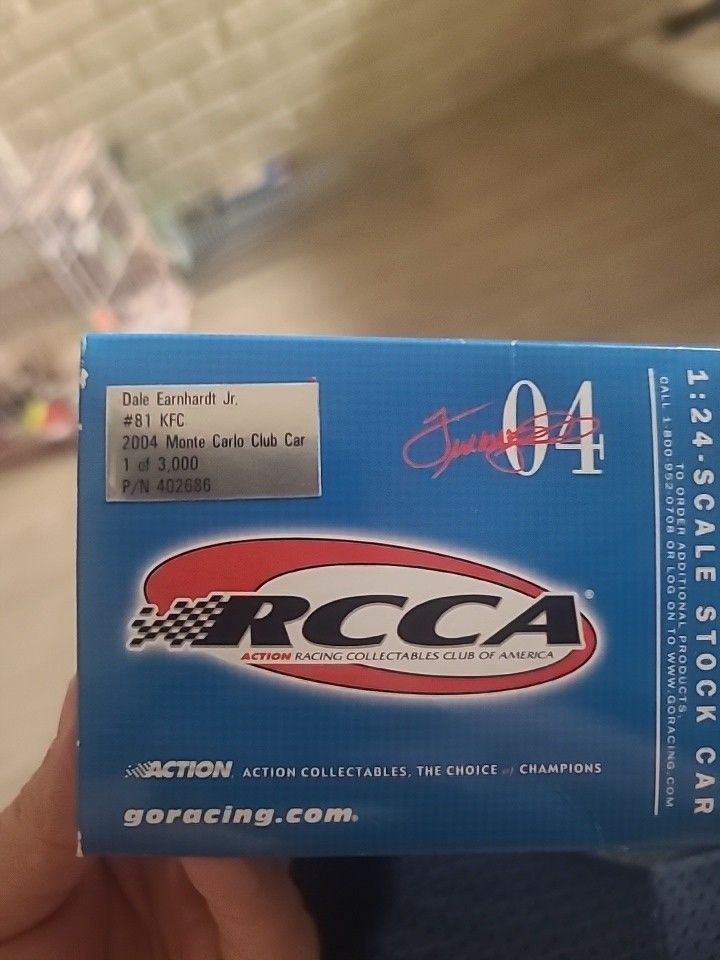 Dale Earnhardt Jr.
#81 KFC
2004 Monte Carlo Club Car
1 of 3,000
P/N 402686
04
RCCA®
ACTION RACING COLLECTABLES CLUB OF AMERICA
ACTION ACTION COLLECTABLES, THE CHOICE of CHAMPIONS
goracing.com®
1:24-SCALE STOCK CAR
TO ORDER ADDITIONAL PRODUCTS,
CALL 1-800-952-0708 OR LOG ON TO WWW.GORACING.COM